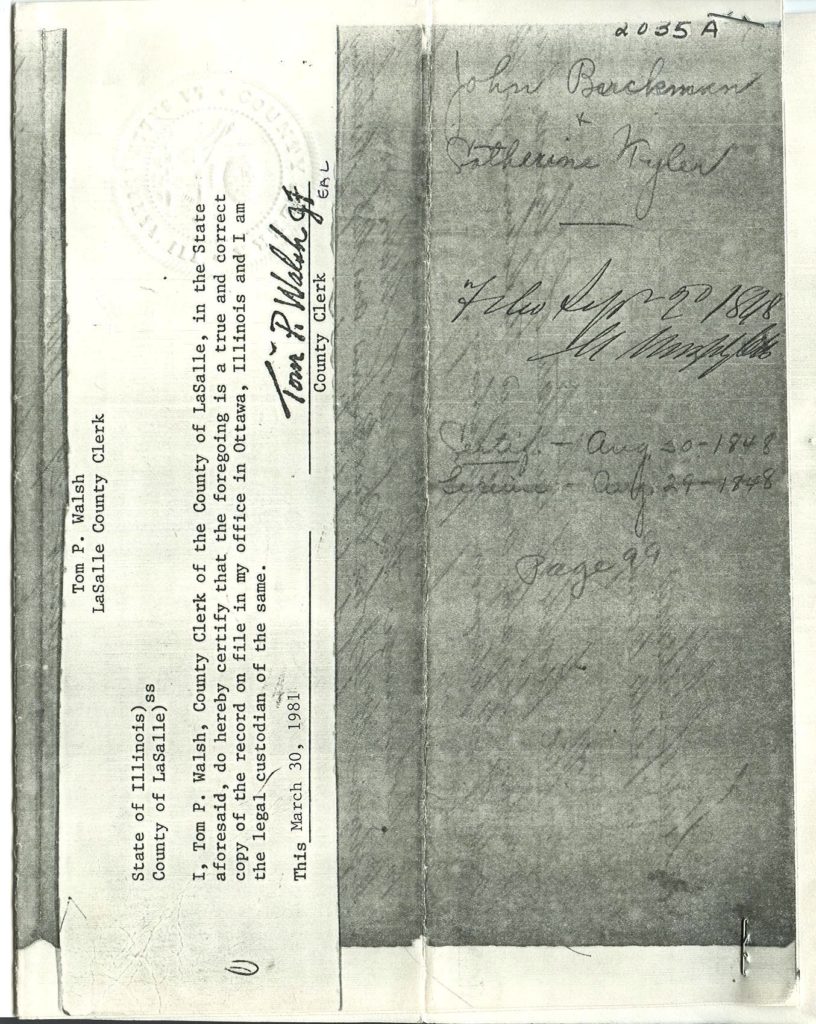 2035 A
John Barckman
x
Catherine Kyler
Filed Sept 20 1848
Certif. - Aug 30 - 1848
License - Aug. 29 - 1848
Page 99
Tom P. Walsh
LaSalle County Clerk
State of Illinois)
County of LaSalle)ss
I, Tom P. Walsh, County Clerk of the County of LaSalle, in the State
aforesaid, do hereby certify that the foregoing is a true and correct
copy of the record on file in my office in Ottawa, Illinois and I am
the legal custodian of the same.
This March 30, 1981
Tom P. Walsh
EAL
County Clerk